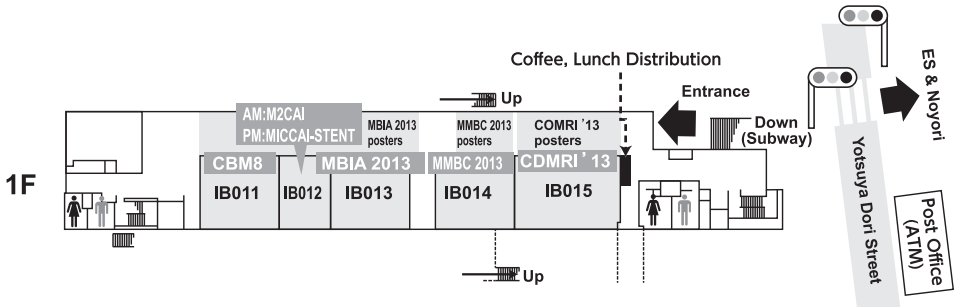 Coffee, Lunch Distribution
Up
Entrance
ES & Noyori
AM:M2CAI
PM:MICCAI-STENT
MBIA 2013
posters
MMBC 2013
posters
COMRI '13
posters
Down
(Subway)
1F
CBM8
MBIA 2013
MMBC 2013
CDMRI '13
IB011
IB012
IB013
IB014
IB015
Yotsuya Dori Street
Post Office
(ATM)
Up